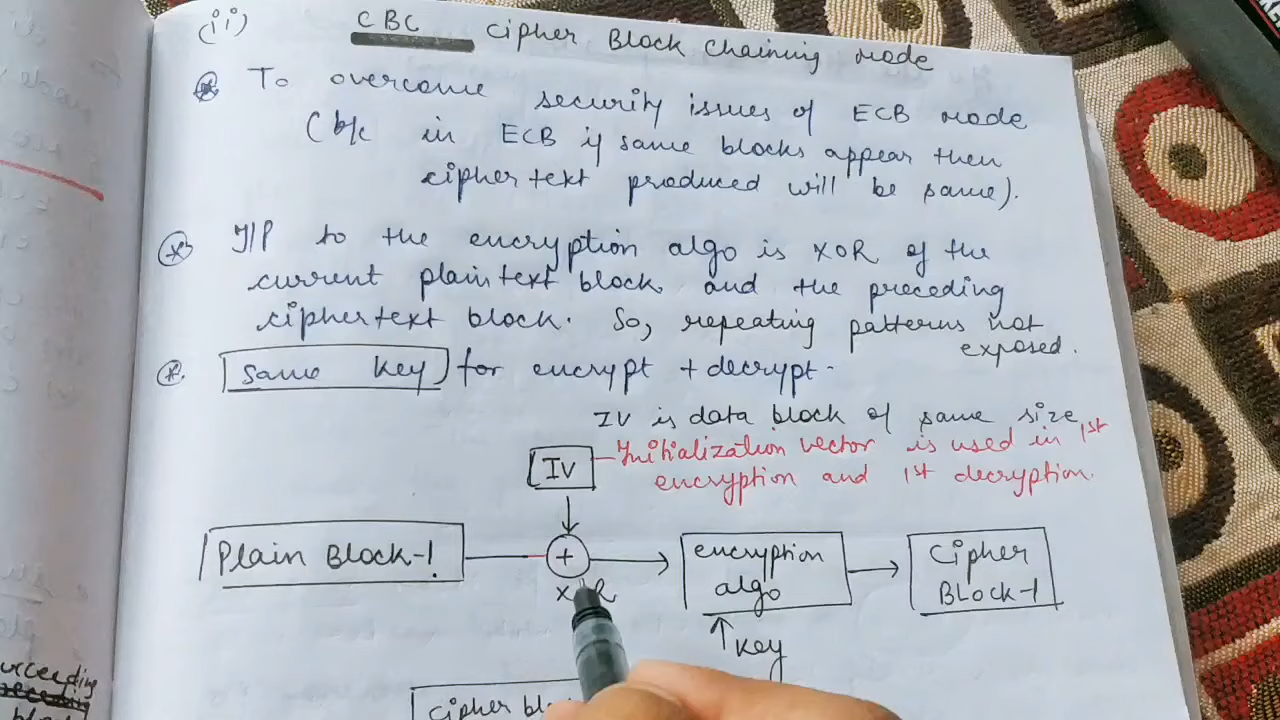 (ii) CBC Cipher Block Chaining mode
To overcome security issues of ECB mode
(b/c in ECB if same blocks appear then
ciphertext produced will be same).
I/P to the encryption algo is XOR of the
current plaintext block and the preceding
ciphertext block. So, repeating patterns not
exposed.
same key for encrypt + decrypt.
IV is data block of same size
IV
Initialization vector is used in 1st
encryption and 1st decryption.
Plain Block-1
+
encryption
algo
Cipher
Block-1
Key
cipher